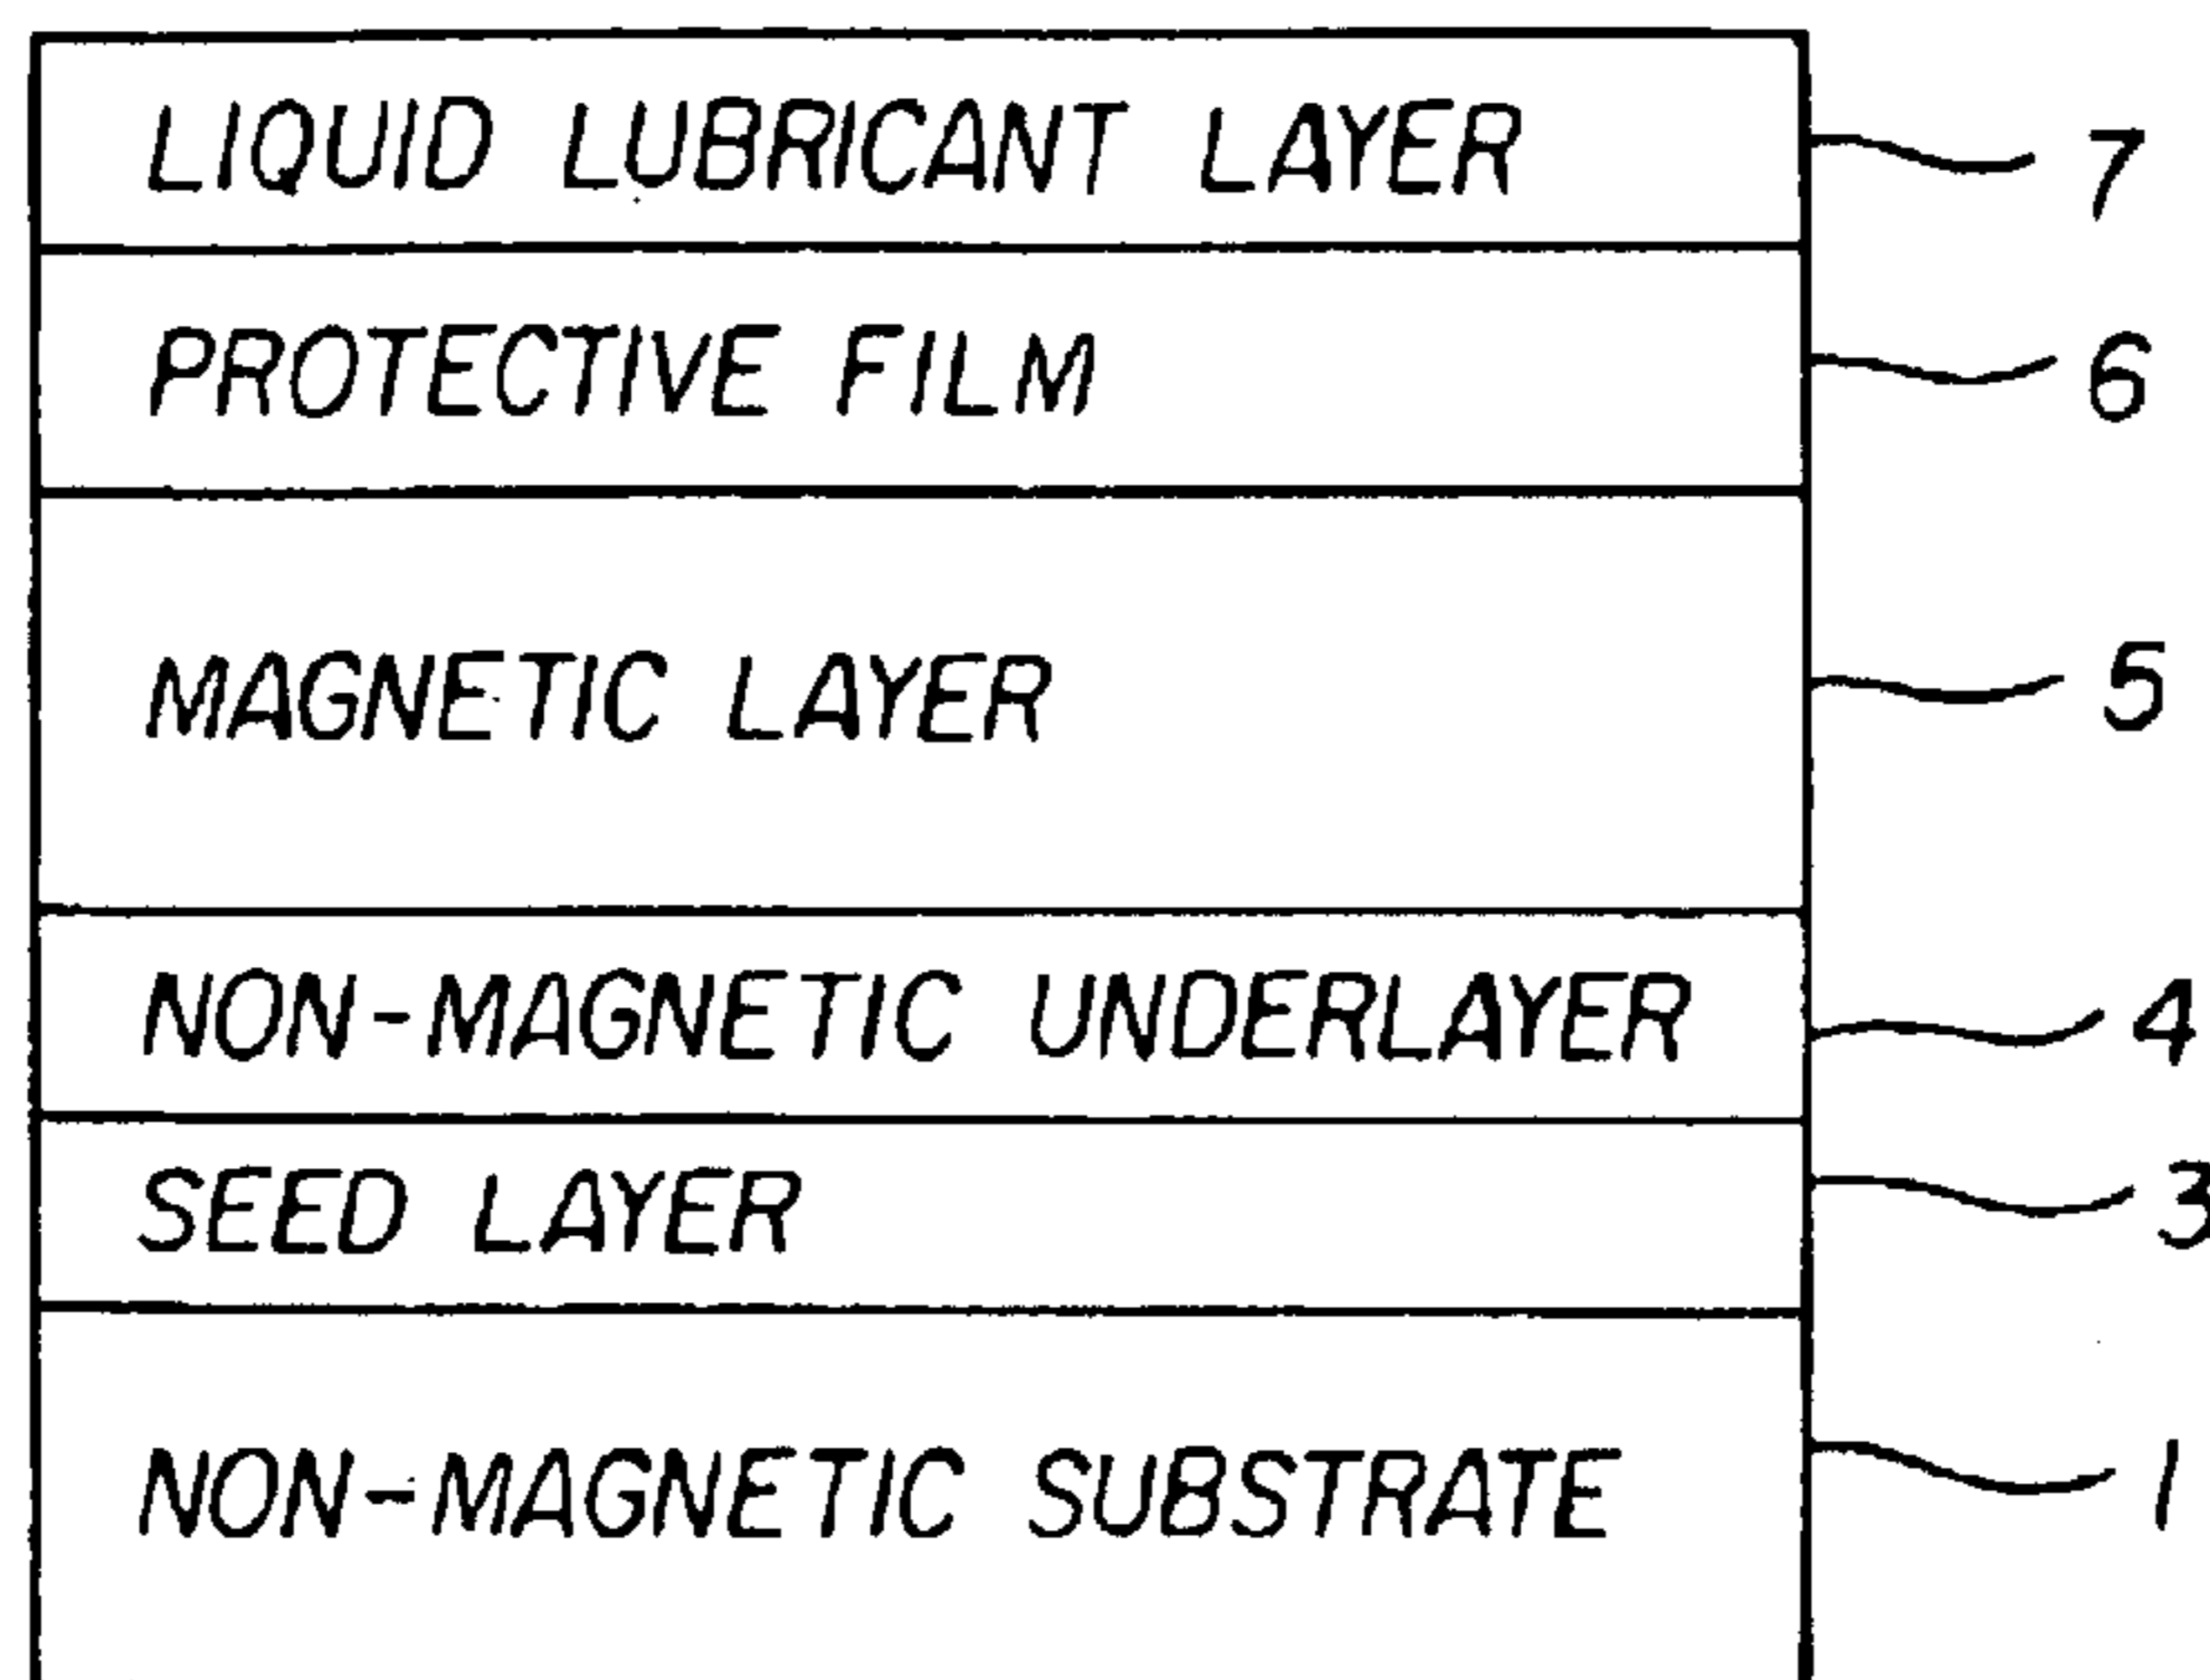 LIQUID LUBRICANT LAYER 7
PROTECTIVE FILM 6
MAGNETIC LAYER 5
NON-MAGNETIC UNDERLAYER 4
SEED LAYER 3
NON-MAGNETIC SUBSTRATE 1